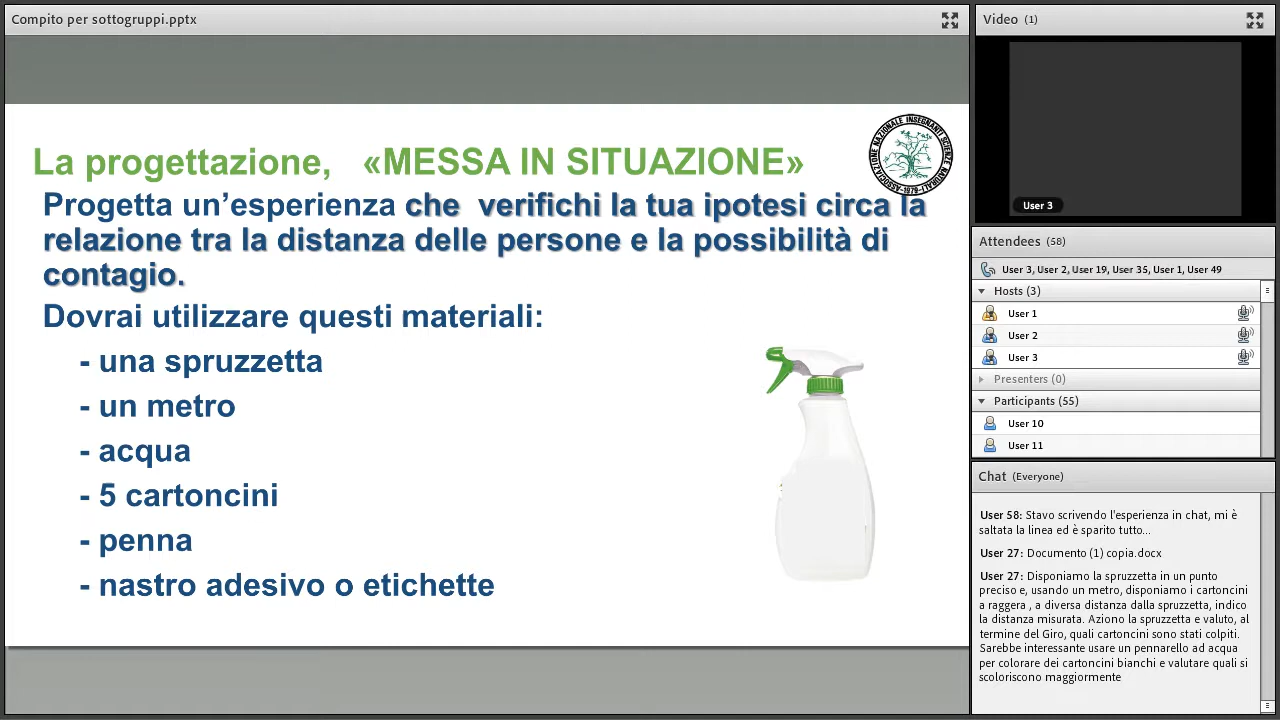 Compito per sottogruppi.pptx
La progettazione, «MESSA IN SITUAZIONE»
ASSOCIAZIONE NAZIONALE INSEGNANTI SCIENZE NATURALI
-1979-
Progetta un’esperienza che verifichi la tua ipotesi circa la
relazione tra la distanza delle persone e la possibilità di
contagio.
Dovrai utilizzare questi materiali:
- una spruzzetta
- un metro
- acqua
- 5 cartoncini
- penna
- nastro adesivo o etichette
Video (1)
User 3
Attendees (58)
User 3, User 2, User 19, User 35, User 1, User 49
Hosts (3)
User 1
User 2
User 3
Presenters (0)
Participants (55)
User 10
User 11
Chat (Everyone)
User 58: Stavo scrivendo l'esperienza in chat, mi è
saltata la linea ed è sparito tutto...
User 27: Documento (1) copia.docx
User 27: Disponiamo la spruzzetta in un punto
preciso e, usando un metro, disponiamo i cartoncini
a raggera , a diversa distanza dalla spruzzetta, indico
la distanza misurata. Aziono la spruzzetta e valuto, al
termine del Giro, quali cartoncini sono stati colpiti.
Sarebbe interessante usare un pennarello ad acqua
per colorare dei cartoncini bianchi e valutare quali si
scoloriscono maggiormente